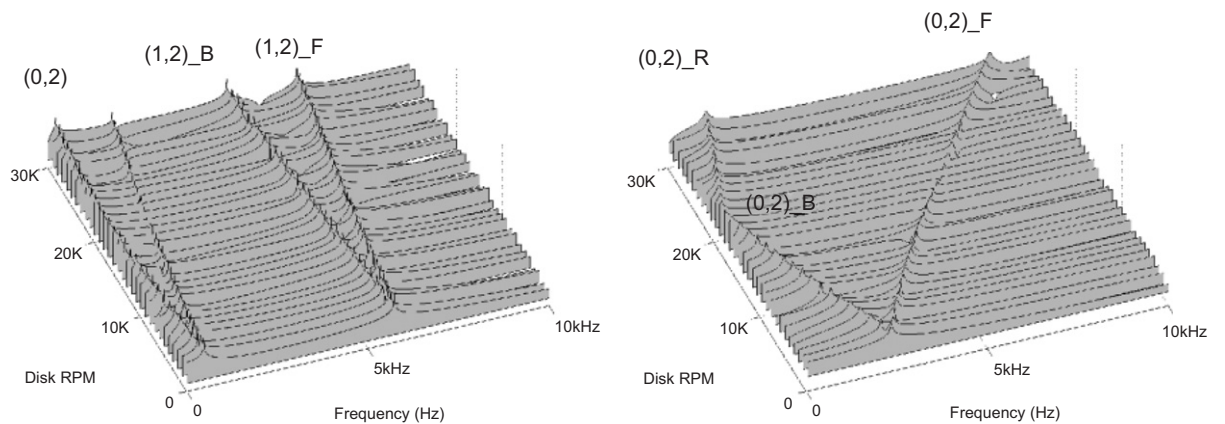 (0,2)
(1,2)_B
(1,2)_F
30K
20K
10K
0
0
5kHz
10kHz
Disk RPM
Frequency (Hz)
(0,2)_R
(0,2)_F
(0,2)_B
30K
20K
10K
0
0
5kHz
10kHz
Disk RPM
Frequency (Hz)